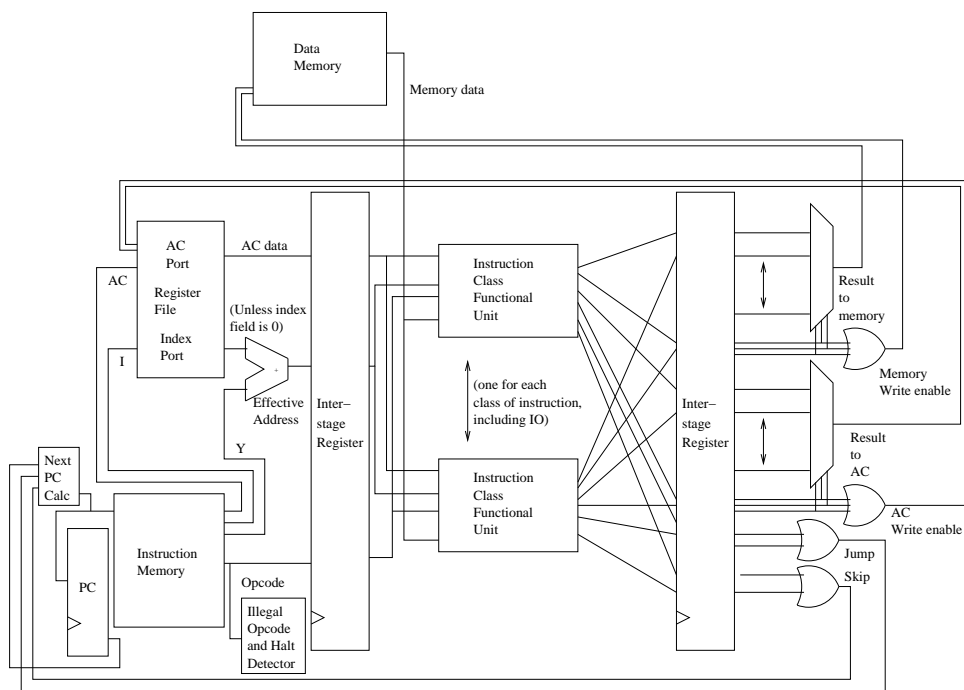 Data
Memory
Memory data
AC
Port
Register
File
Index
Port
AC data
AC
I
(Unless index
field is 0)
+
Effective
Address
Y
Inter–
stage
Register
Instruction
Class
Functional
Unit
(one for each
class of instruction,
including IO)
Instruction
Class
Functional
Unit
Inter–
stage
Register
Result
to
memory
Memory
Write enable
Result
to
AC
AC
Write enable
Jump
Skip
Next
PC
Calc
PC
Instruction
Memory
Opcode
Illegal
Opcode
and Halt
Detector